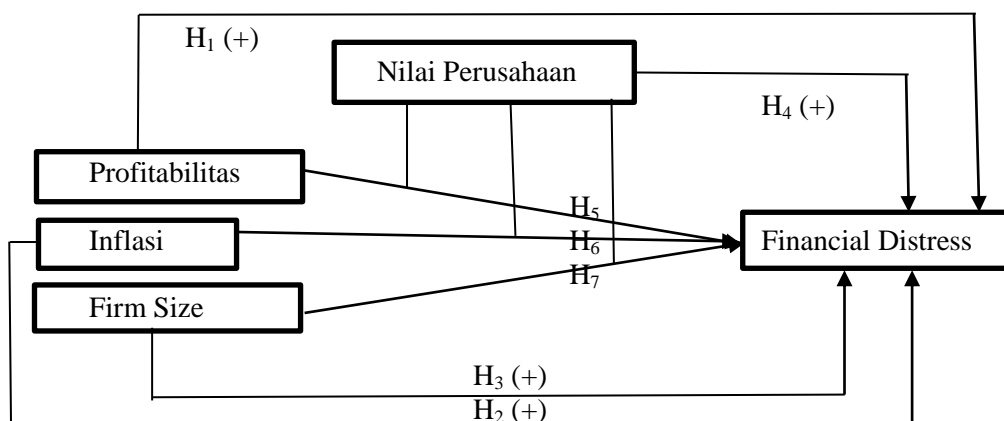 H₁ (+)
Nilai Perusahaan
H₄ (+)
Profitabilitas
H₅
Inflasi
H₆
Financial Distress
H₇
Firm Size
H₃ (+)
H₂ (+)